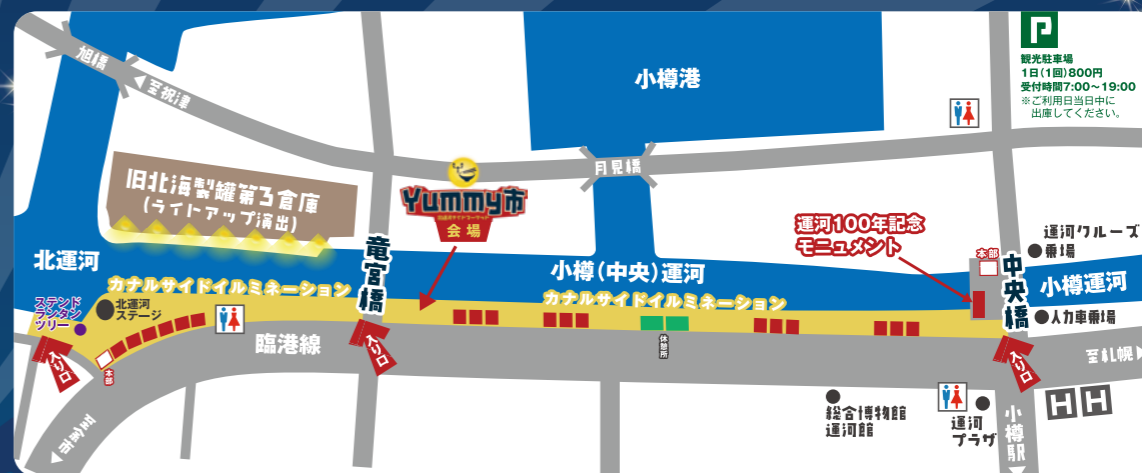 旭橋
◀至祝津
小樽港
P
観光駐車場
1日(1回)800円
受付時間7:00〜19:00
※ご利用日当日中に
出庫してください。
月見橋
旧北海製罐第3倉庫
(ライトアップ演出)
Yummy市
会場
運河100年記念
モニュメント
運河クルーズ
乗場
本部
中央橋
北運河
竜宮橋
小樽(中央)運河
小樽運河
カナルサイドイルミネーション
カナルサイドイルミネーション
ステンド
ランタン
ツリー
北運河
ステージ
人力車乗場
入り口
本部
臨港線
入り口
休憩所
入り口
至札幌▶
至余市
総合博物館
運河館
運河
プラザ
小樽駅
H H